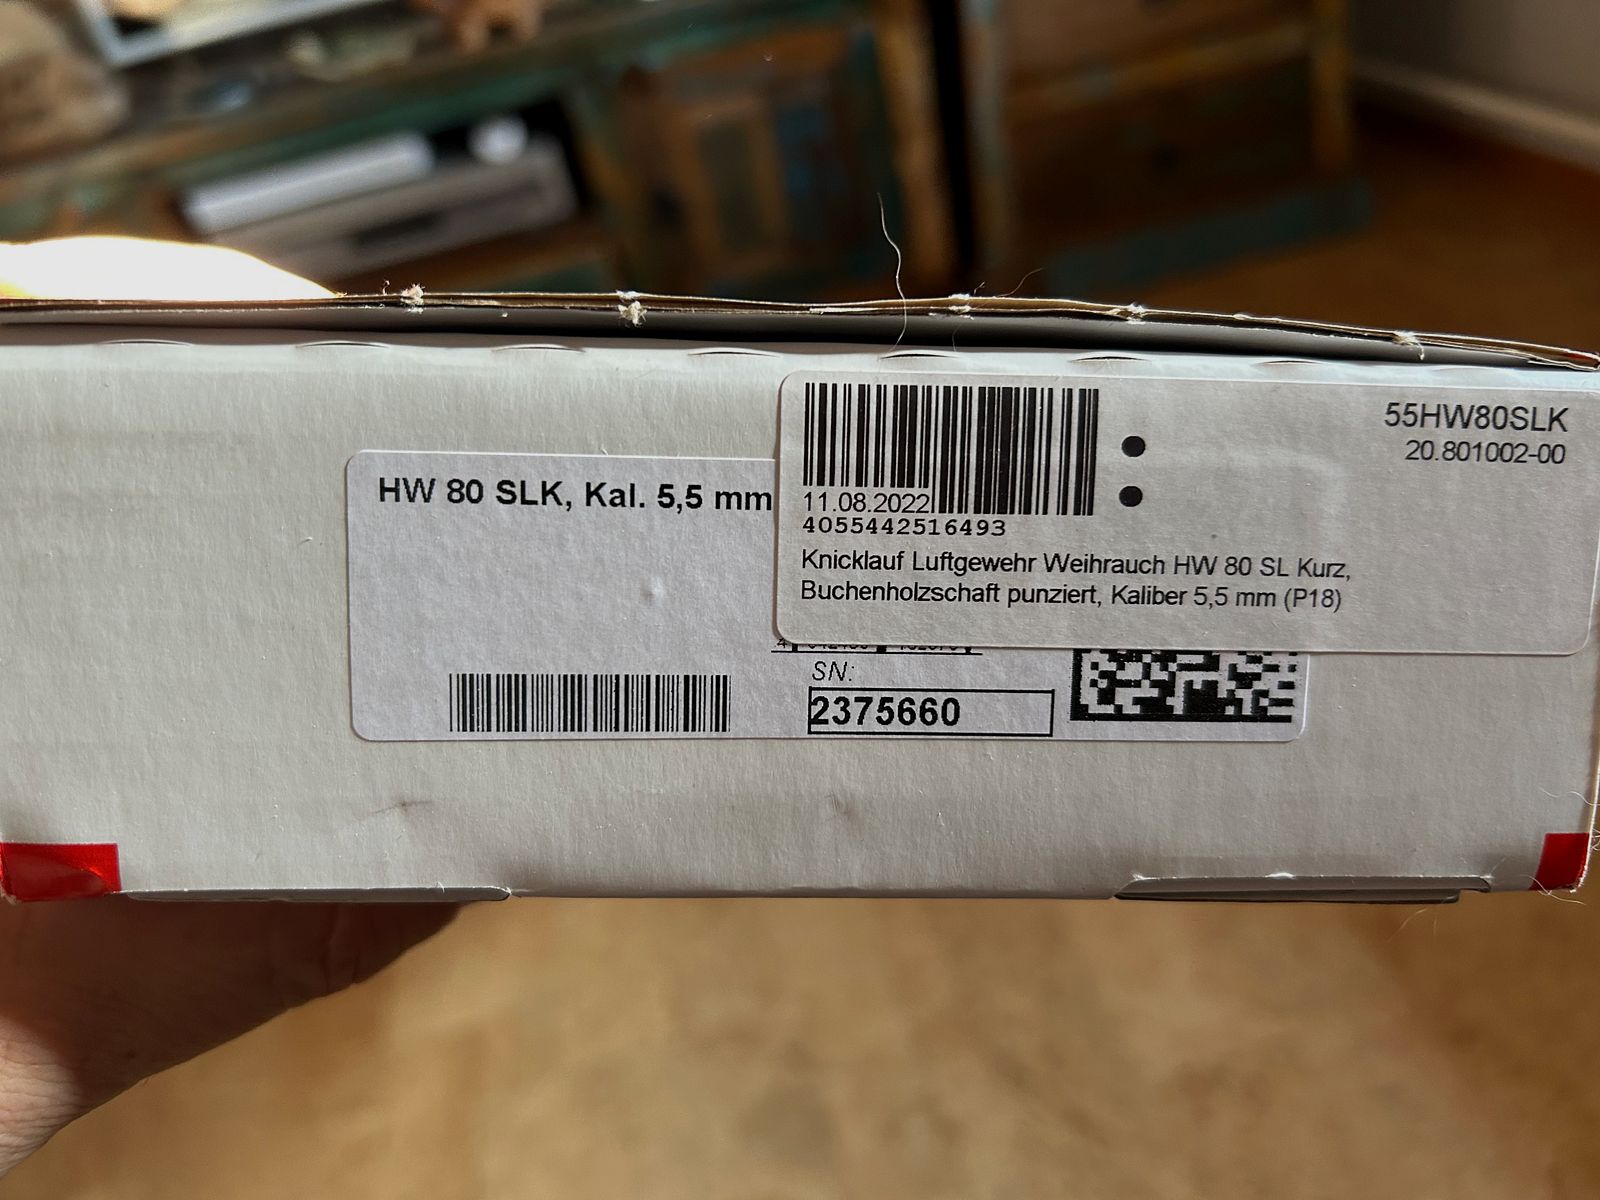 HW 80 SLK, Kal. 5,5 mm
SN:
2375660
55HW80SLK
20.801002-00
11.08.2022
4055442516493
Knicklauf Luftgewehr Weihrauch HW 80 SL Kurz,
Buchenholzschaft punziert, Kaliber 5,5 mm (P18)